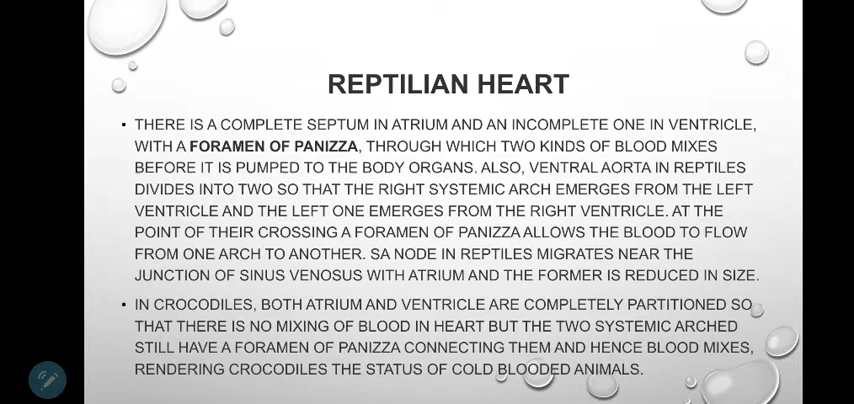 REPTILIAN HEART
• THERE IS A COMPLETE SEPTUM IN ATRIUM AND AN INCOMPLETE ONE IN VENTRICLE,
WITH A FORAMEN OF PANIZZA, THROUGH WHICH TWO KINDS OF BLOOD MIXES
BEFORE IT IS PUMPED TO THE BODY ORGANS. ALSO, VENTRAL AORTA IN REPTILES
DIVIDES INTO TWO SO THAT THE RIGHT SYSTEMIC ARCH EMERGES FROM THE LEFT
VENTRICLE AND THE LEFT ONE EMERGES FROM THE RIGHT VENTRICLE. AT THE
POINT OF THEIR CROSSING A FORAMEN OF PANIZZA ALLOWS THE BLOOD TO FLOW
FROM ONE ARCH TO ANOTHER. SA NODE IN REPTILES MIGRATES NEAR THE
JUNCTION OF SINUS VENOSUS WITH ATRIUM AND THE FORMER IS REDUCED IN SIZE.
• IN CROCODILES, BOTH ATRIUM AND VENTRICLE ARE COMPLETELY PARTITIONED SO
THAT THERE IS NO MIXING OF BLOOD IN HEART BUT THE TWO SYSTEMIC ARCHED
STILL HAVE A FORAMEN OF PANIZZA CONNECTING THEM AND HENCE BLOOD MIXES,
RENDERING CROCODILES THE STATUS OF COLD BLOODED ANIMALS.